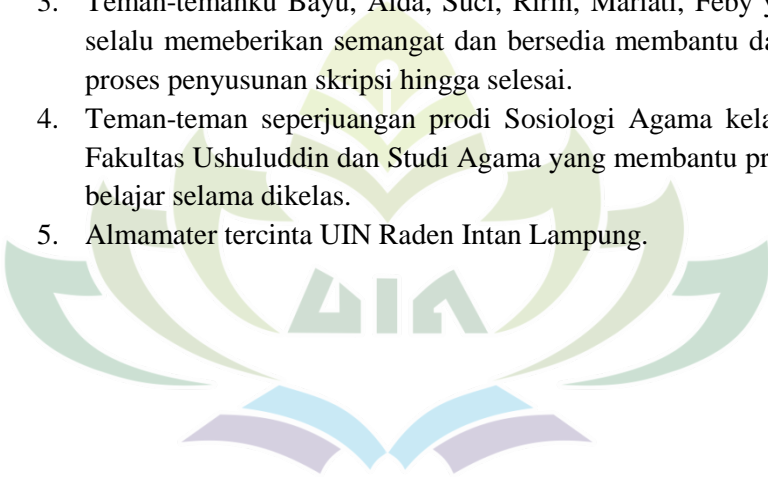 3. Teman-temanku Bayu, Alda, Suci, Ririn, Mariati, Feby
selalu memeberikan semangat dan bersedia membantu
proses penyusunan skripsi hingga selesai.
4. Teman-teman seperjuangan prodi Sosiologi Agama
Fakultas Ushuluddin dan Studi Agama yang membantu
belajar selama dikelas.
5. Almamater tercinta UIN Raden Intan Lampung.
UIN